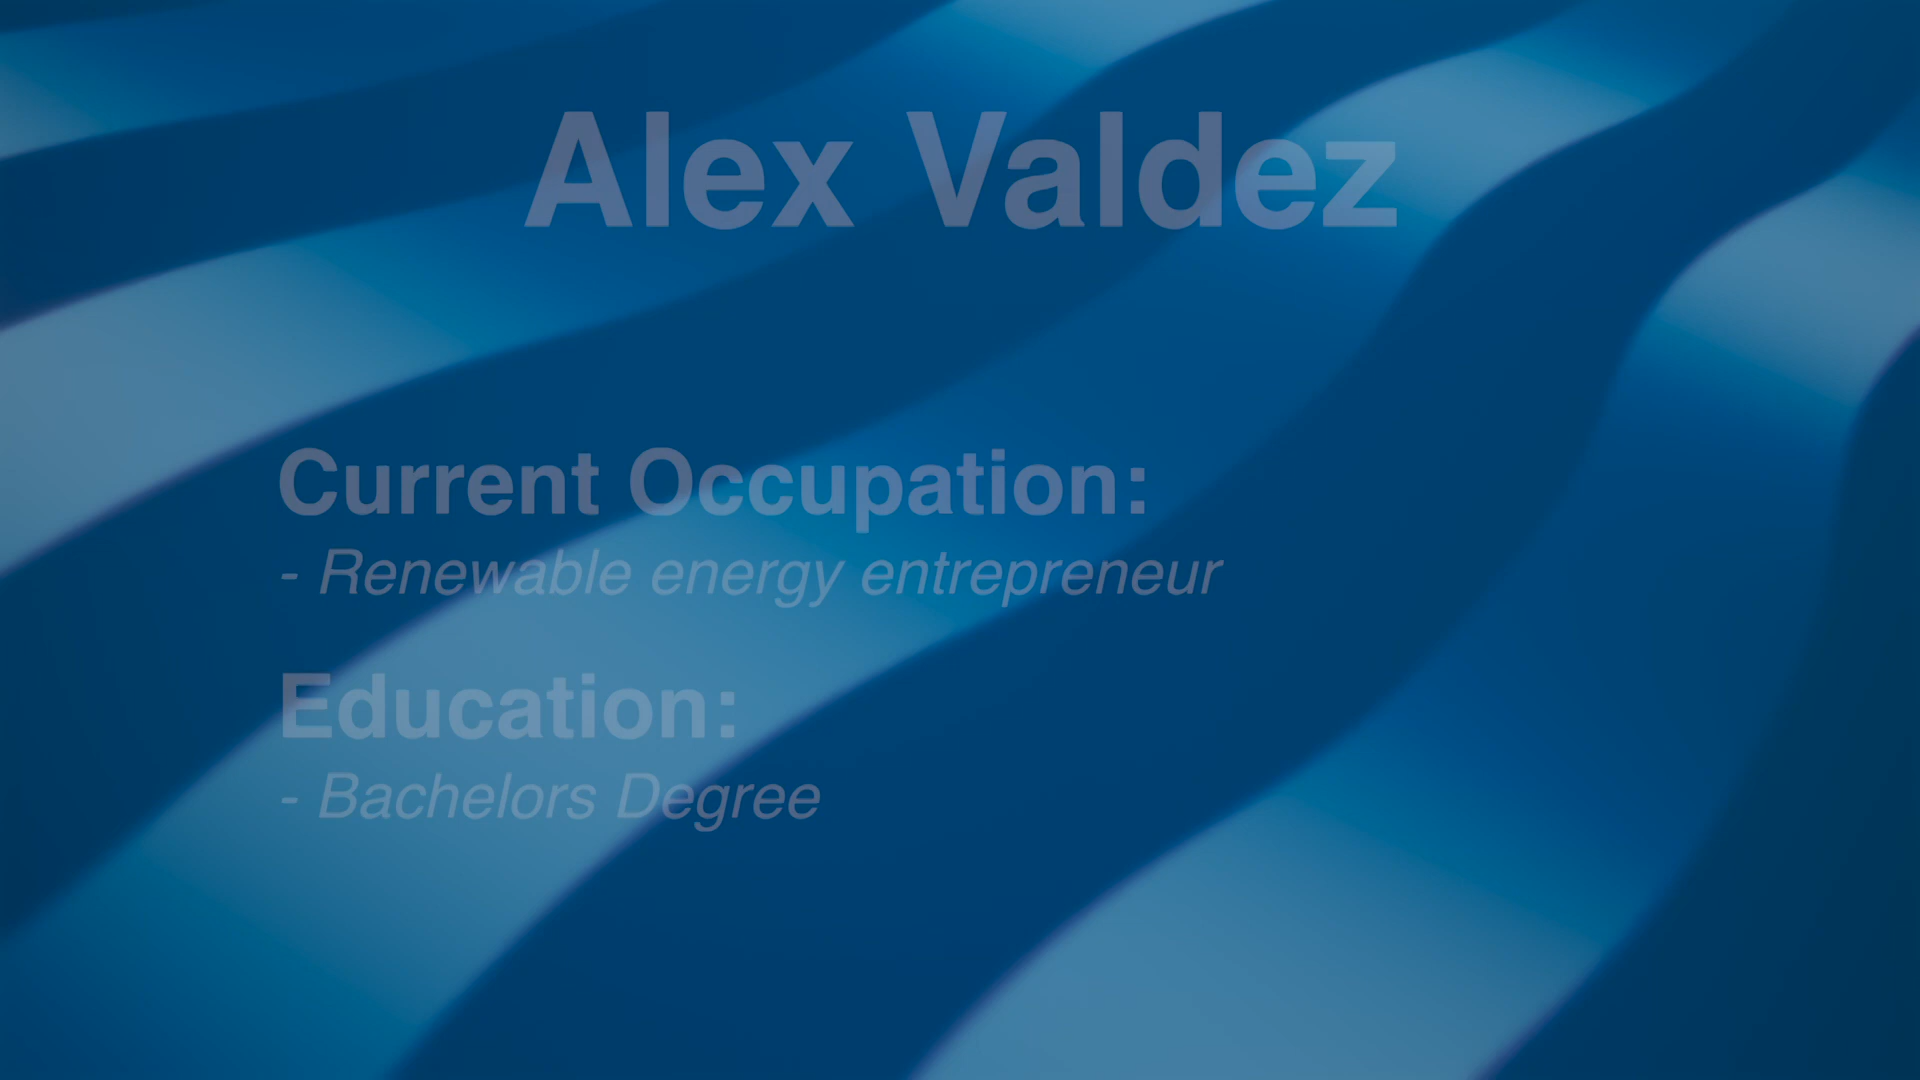 Alex Valdez
Current Occupation:
- Renewable energy entrepreneur
Education:
- Bachelors Degree